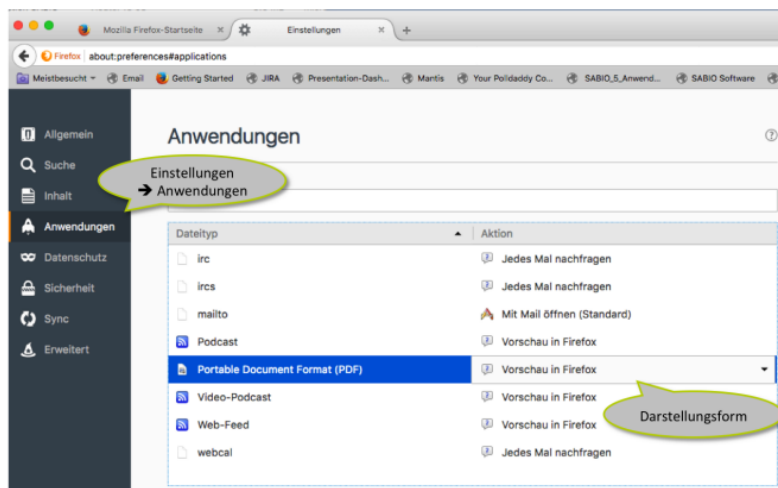 Mozilla Firefox-Startseite
Einstellungen
Firefox about:preferences#applications
Meistbesucht Email Getting Started JIRA Presentation-Dash... Mantis Your Polldaddy Co... SABIO_5_Anwend... SABIO Software
Allgemein
Suche
Inhalt
Anwendungen
Datenschutz
Sicherheit
Sync
Erweitert
Anwendungen
Einstellungen
➔ Anwendungen
Dateityp Aktion
irc Jedes Mal nachfragen
ircs Jedes Mal nachfragen
mailto Mit Mail öffnen (Standard)
Podcast Vorschau in Firefox
Portable Document Format (PDF) Vorschau in Firefox
Video-Podcast Vorschau in Firefox
Web-Feed Vorschau in Firefox
webcal Jedes Mal nachfragen
Darstellungsform